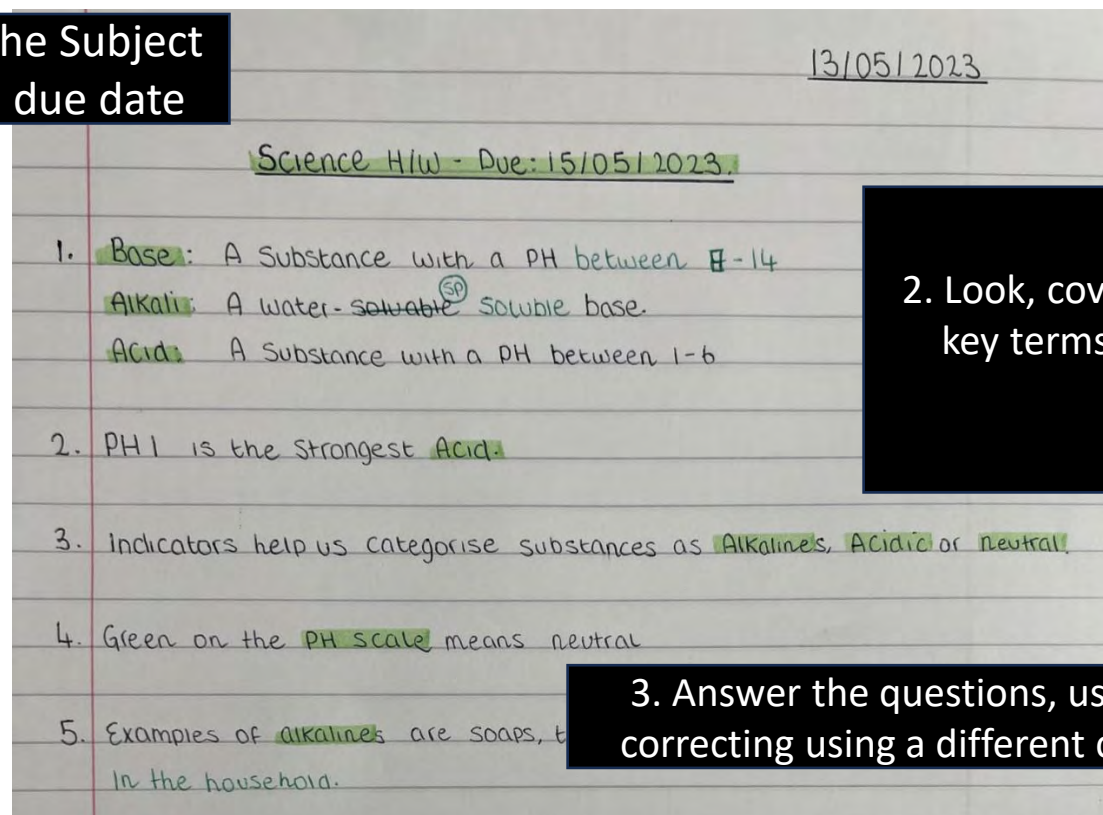 he Subject
due date
13/05/2023
Science H/W - Due: 15/05/2023.
1. Base: A Substance with a PH between - 14
Alkali: A water- soluable SP soluble base.
Acid: A Substance with a PH between 1-6
2. Look, cov
key terms
2. PH 1 is the Strongest Acid.
3. Indicators help us categorise substances as Alkalines, Acidic or neutral.
4. Green on the PH scale means neutral
3. Answer the questions, us
correcting using a different
5. Examples of alkalines are soaps, t
In the household.